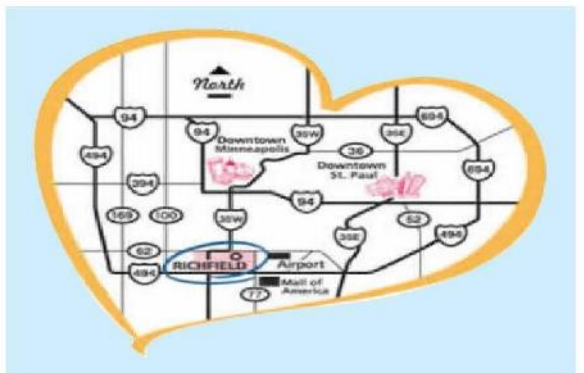 North
94
94
35W
35E
694
Downtown
Minneapolis
36
494
Downtown
St. Paul
694
394
94
169
100
35W
52
35E
494
62
RICHFIELD
Airport
494
Mall of
America
77